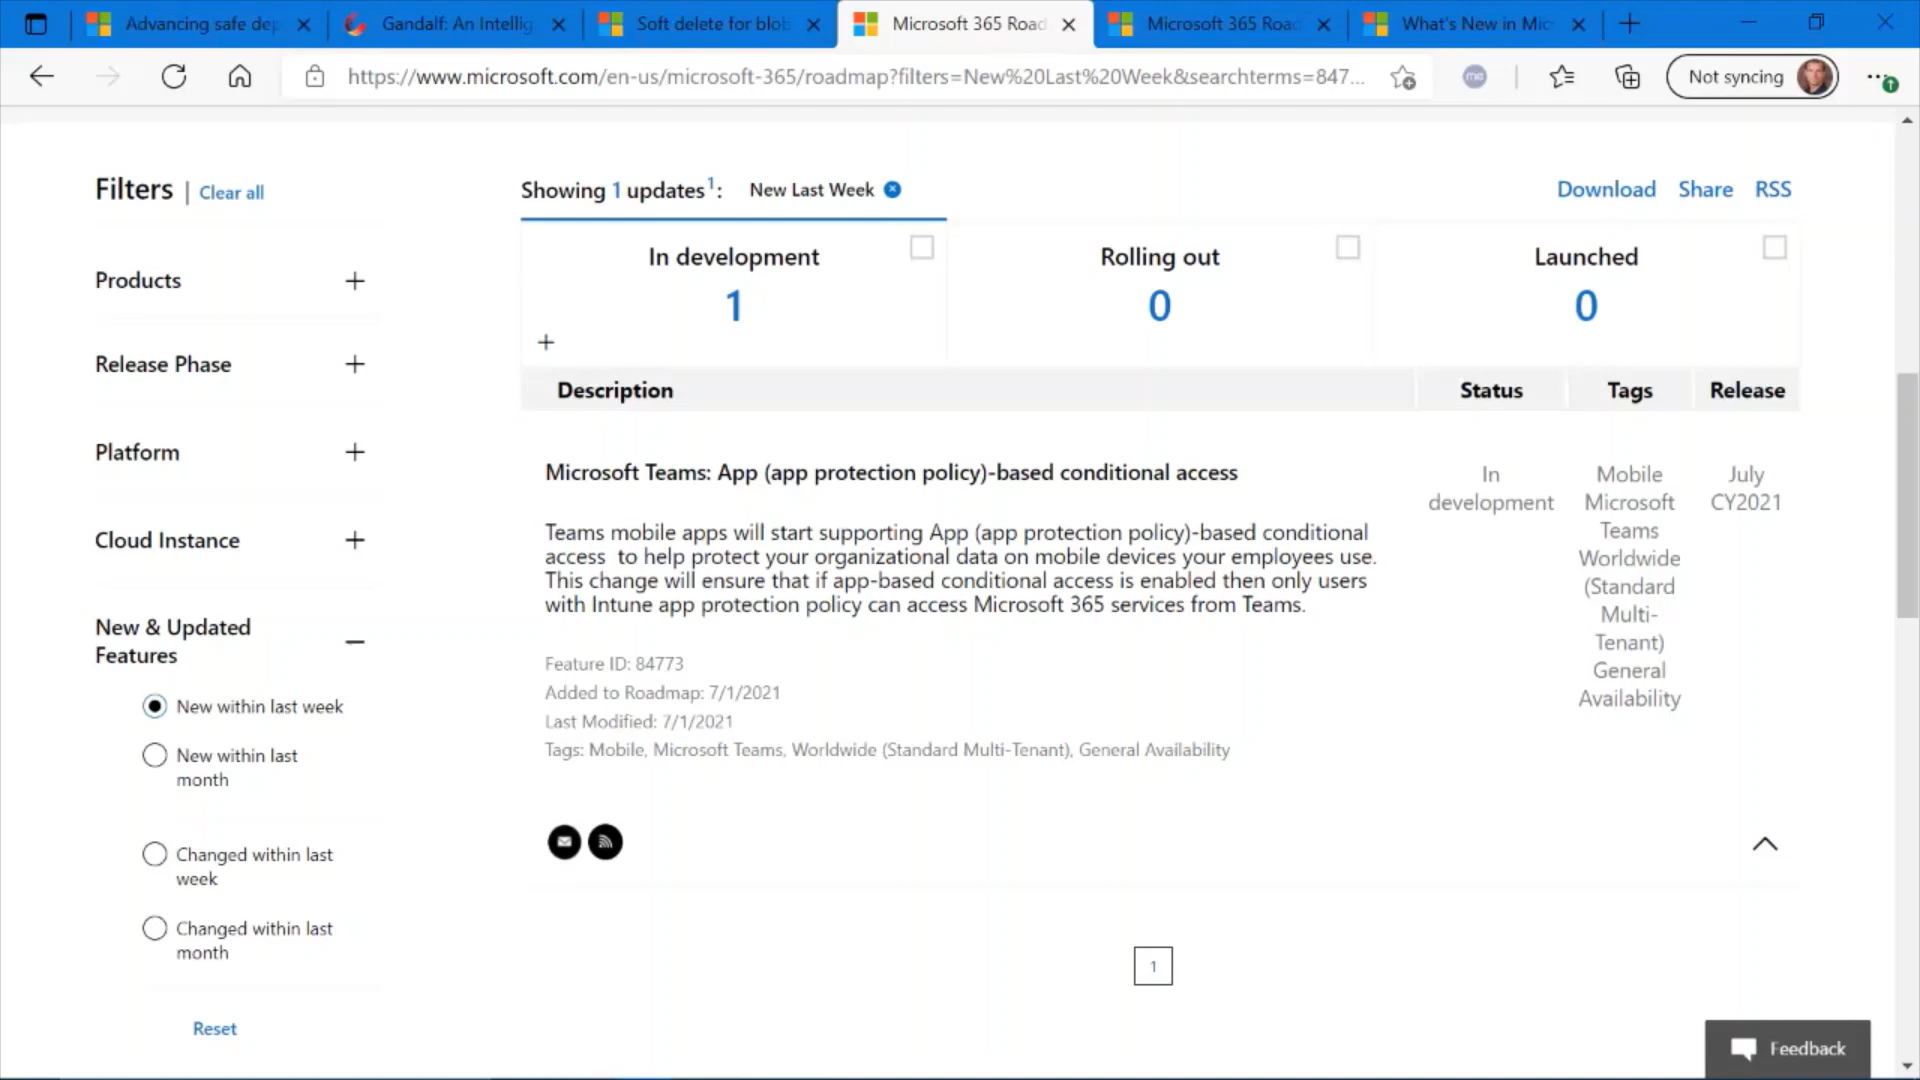 Advancing safe dep
Gandalf: An Intellig
Soft delete for blob
Microsoft 365 Road
Microsoft 365 Road
What's New in Mic
https://www.microsoft.com/en-us/microsoft-365/roadmap?filters=New%20Last%20Week&searchterms=847...
me
Not syncing
Filters | Clear all
Showing 1 updates1: New Last Week
Download Share RSS
Products
Release Phase
Platform
Cloud Instance
New & Updated
Features
New within last week
New within last
month
Changed within last
week
Changed within last
month
Reset
In development
1
Rolling out
0
Launched
0
Description Status Tags Release
Microsoft Teams: App (app protection policy)-based conditional access
Teams mobile apps will start supporting App (app protection policy)-based conditional
access to help protect your organizational data on mobile devices your employees use.
This change will ensure that if app-based conditional access is enabled then only users
with Intune app protection policy can access Microsoft 365 services from Teams.
Feature ID: 84773
Added to Roadmap: 7/1/2021
Last Modified: 7/1/2021
Tags: Mobile, Microsoft Teams, Worldwide (Standard Multi-Tenant), General Availability
In
development
Mobile
Microsoft
Teams
Worldwide
(Standard
Multi-
Tenant)
General
Availability
July
CY2021
1
Feedback